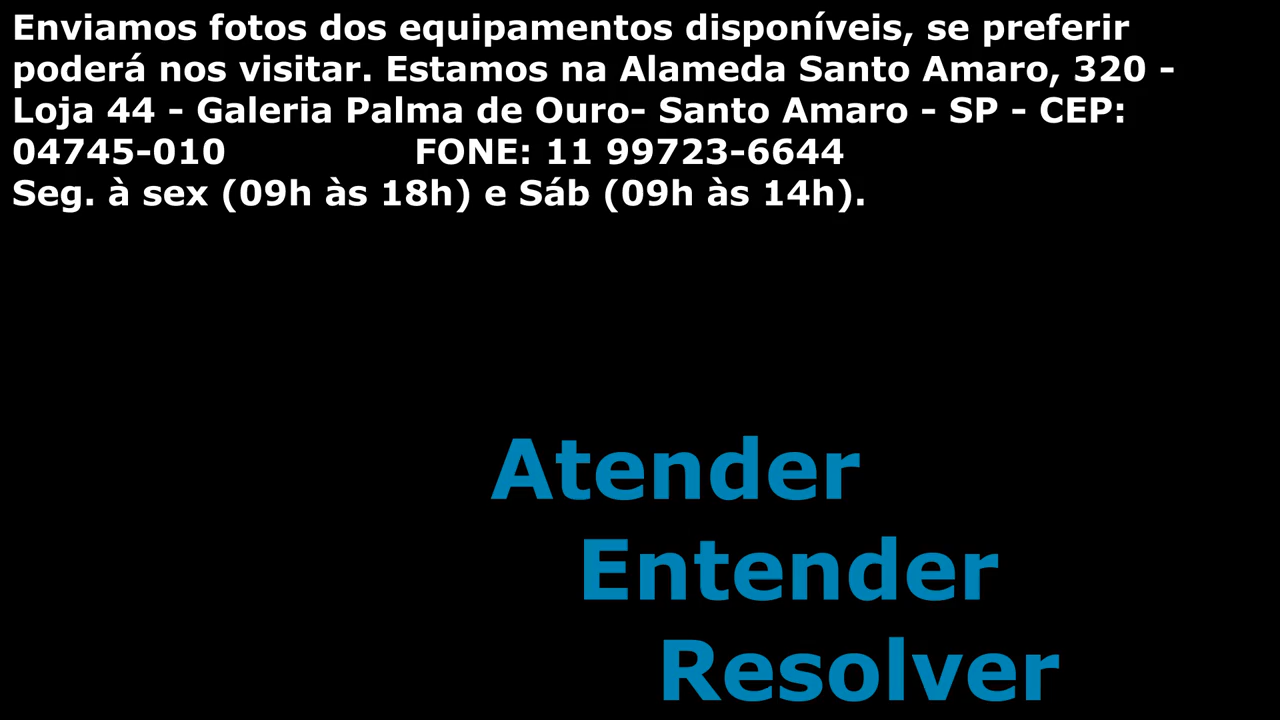 Enviamos fotos dos equipamentos disponíveis, se preferir
poderá nos visitar. Estamos na Alameda Santo Amaro, 320 -
Loja 44 - Galeria Palma de Ouro- Santo Amaro - SP - CEP:
04745-010 FONE: 11 99723-6644
Seg. à sex (09h às 18h) e Sáb (09h às 14h).
Atender
Entender
Resolver